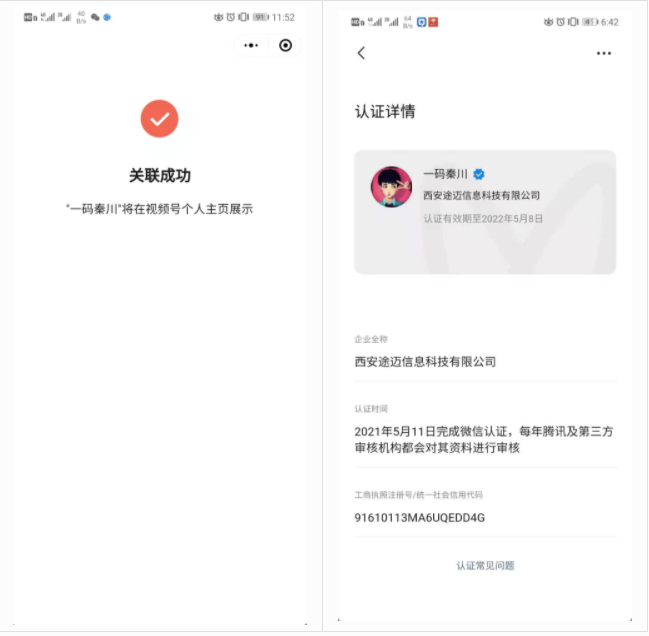 11:52
关联成功
"一码秦川"将在视频号个人主页展示
6:42
认证详情
一码秦川
西安途迈信息科技有限公司
认证有效期至2022年5月8日
企业全称
西安途迈信息科技有限公司
认证时间
2021年5月11日完成微信认证，每年腾讯及第三方
审核机构都会对其资料进行审核
工商执照注册号/统一社会信用代码
91610113MA6UQEDD4G
认证常见问题